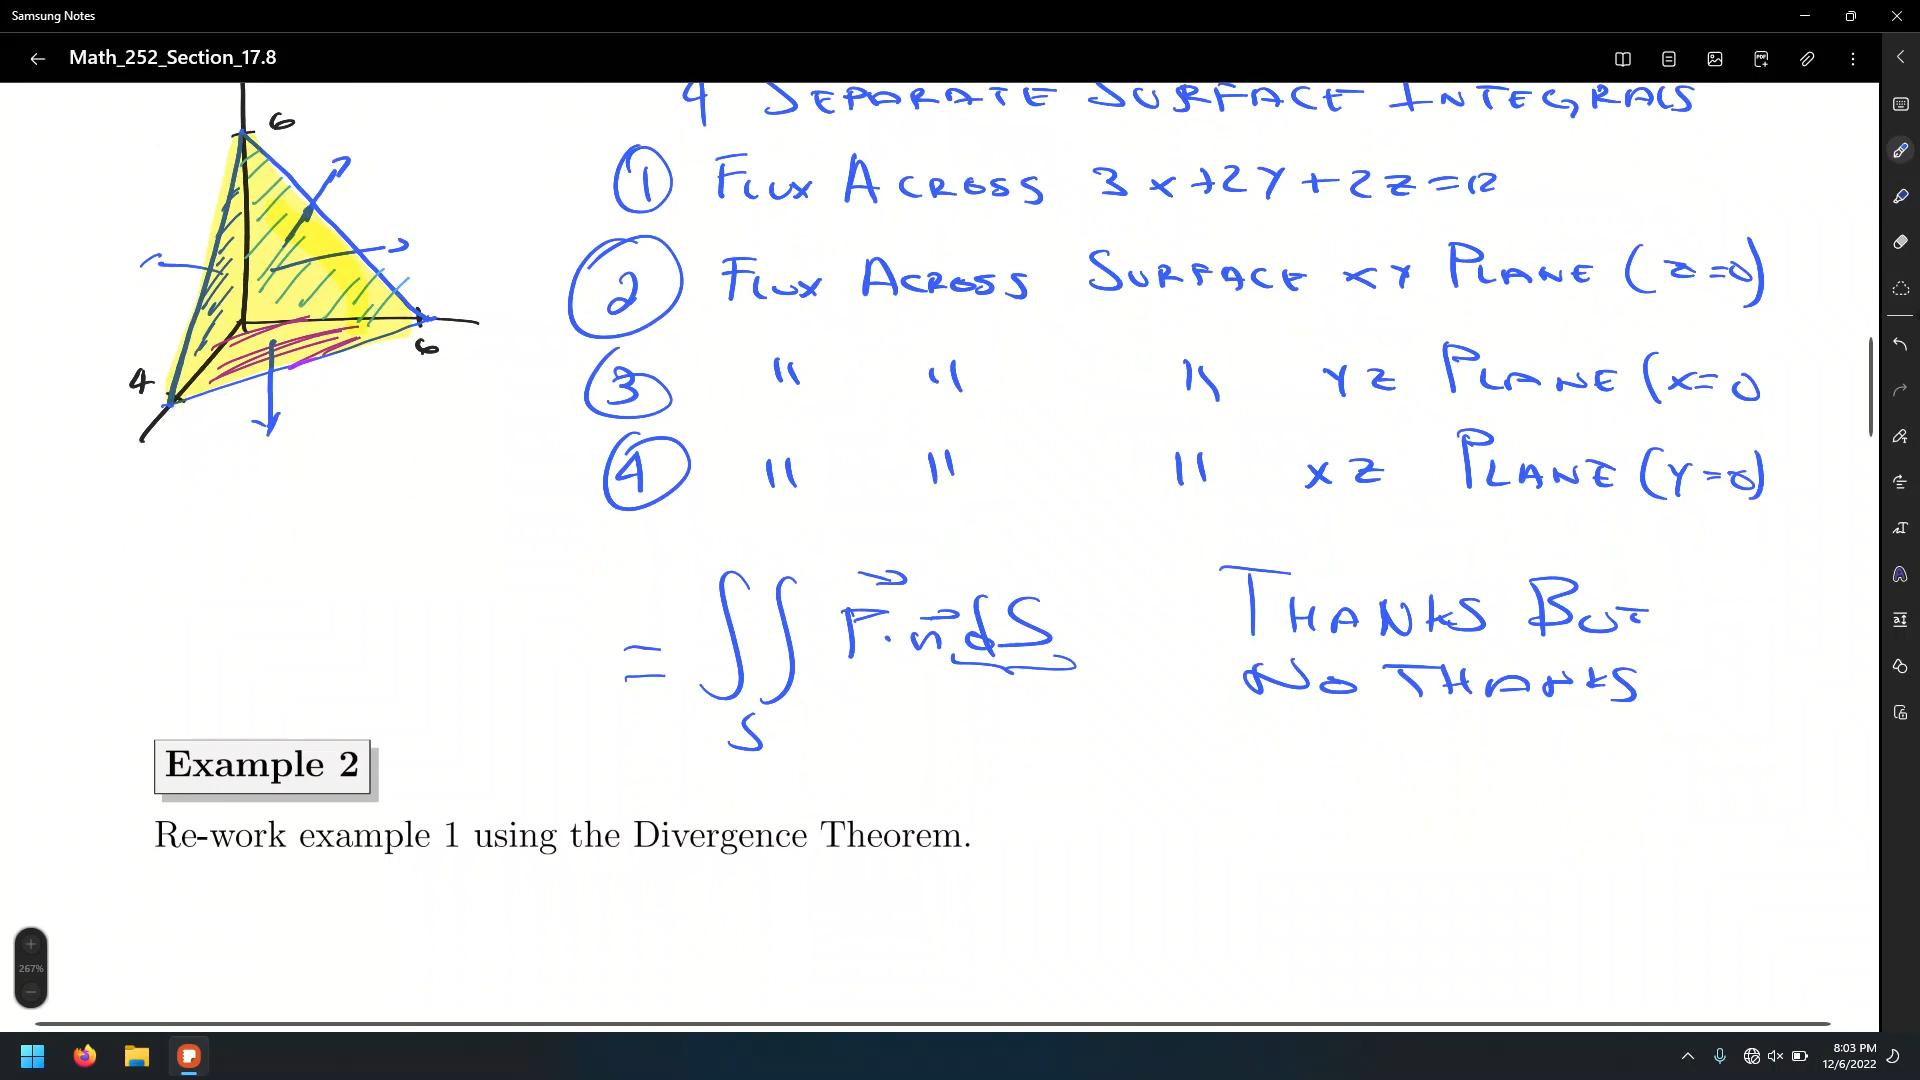 Samsung Notes
Math_252_Section_17.8
4 SEPARATE SURFACE INTEGRALS
6
① FLUX ACROSS 3x+2Y+2Z=12
② FLUX ACROSS SURFACE XY PLANE (Z=0)
6
③ " " " YZ PLANE (X=0
4
④ " " " XZ PLANE (Y=0)
= ∬ F⃗·n⃗ dS THANKS BUT
S NO THANKS
Example 2
Re-work example 1 using the Divergence Theorem.
267%
8:03 PM
12/6/2022